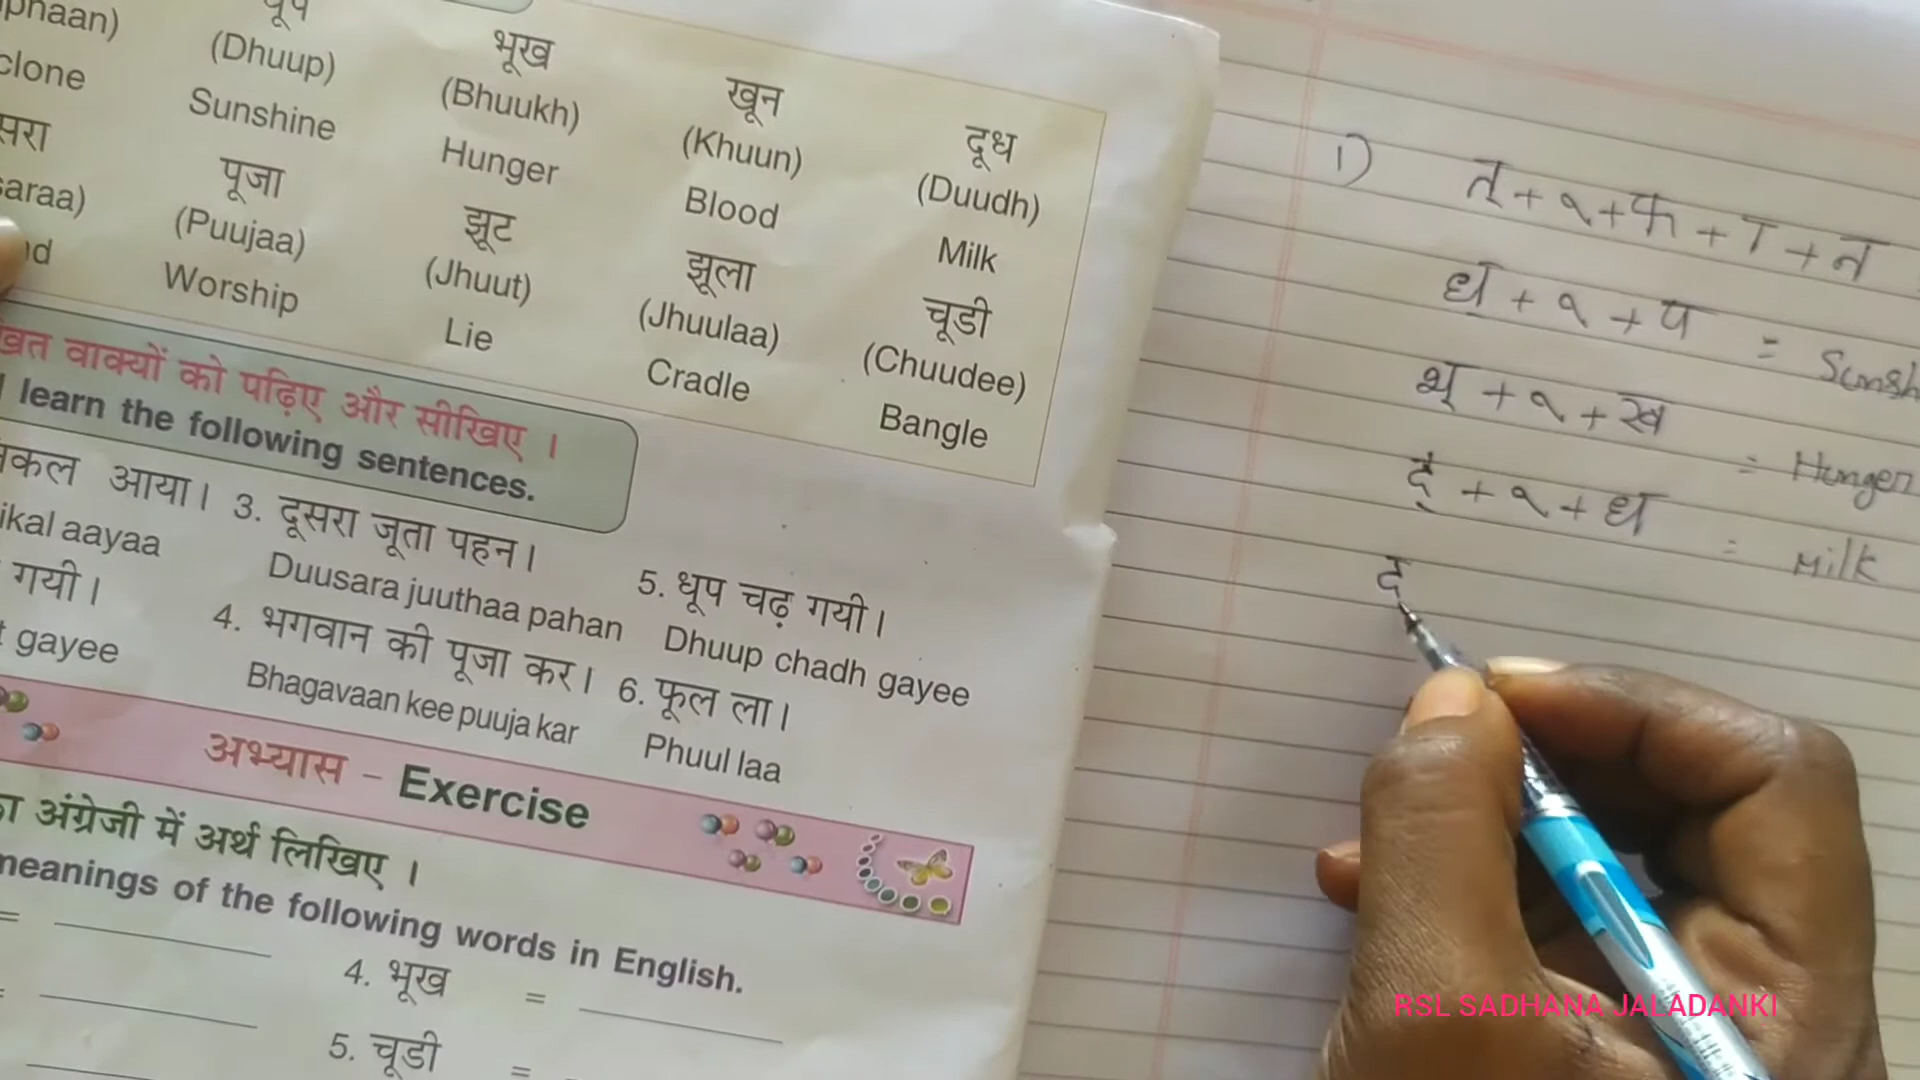 धूप भूख खून दूध
(Dhuup) (Bhuukh) (Khuun) (Duudh)
Sunshine Hunger Blood Milk
पूजा झूट झूला चूडी
(Puujaa) (Jhuut) (Jhuulaa) (Chuudee)
Worship Lie Cradle Bangle
वाक्यों को पढ़िए और सीखिए ।
learn the following sentences.
आया। 3. दूसरा जूता पहन। 5. धूप चढ़ गयी।
aayaa Duusara juuthaa pahan Dhuup chadh gayee
गयी। 4. भगवान की पूजा कर। 6. फूल ला।
gayee Bhagavaan kee puuja kar Phuul laa
अभ्यास - Exercise
अंग्रेजी में अर्थ लिखिए ।
meanings of the following words in English.
=
4. भूख =
5. चूडी =
1) त् + ू + फ + ा + न
ध् + ू + प = Sunsh
भ् + ू + ख = Hunger
द् + ू + ध = Milk
द
RSL SADHANA JALADANKI